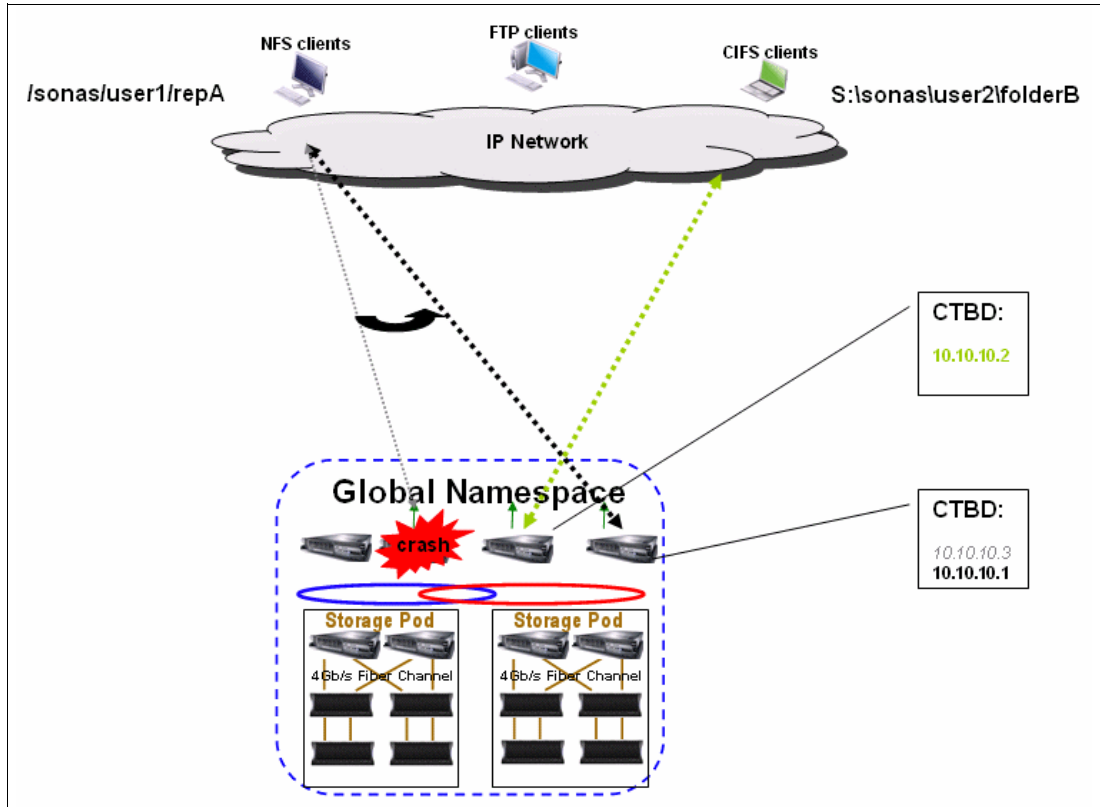 NFS clients
FTP clients
CIFS clients
/sonas/user1/repA
S:\sonas\user2\folderB
IP Network
CTBD:
10.10.10.2
Global Namespace
CTBD:
10.10.10.3
10.10.10.1
crash
Storage Pod
Storage Pod
4Gb/s Fiber Channel
4Gb/s Fiber Channel